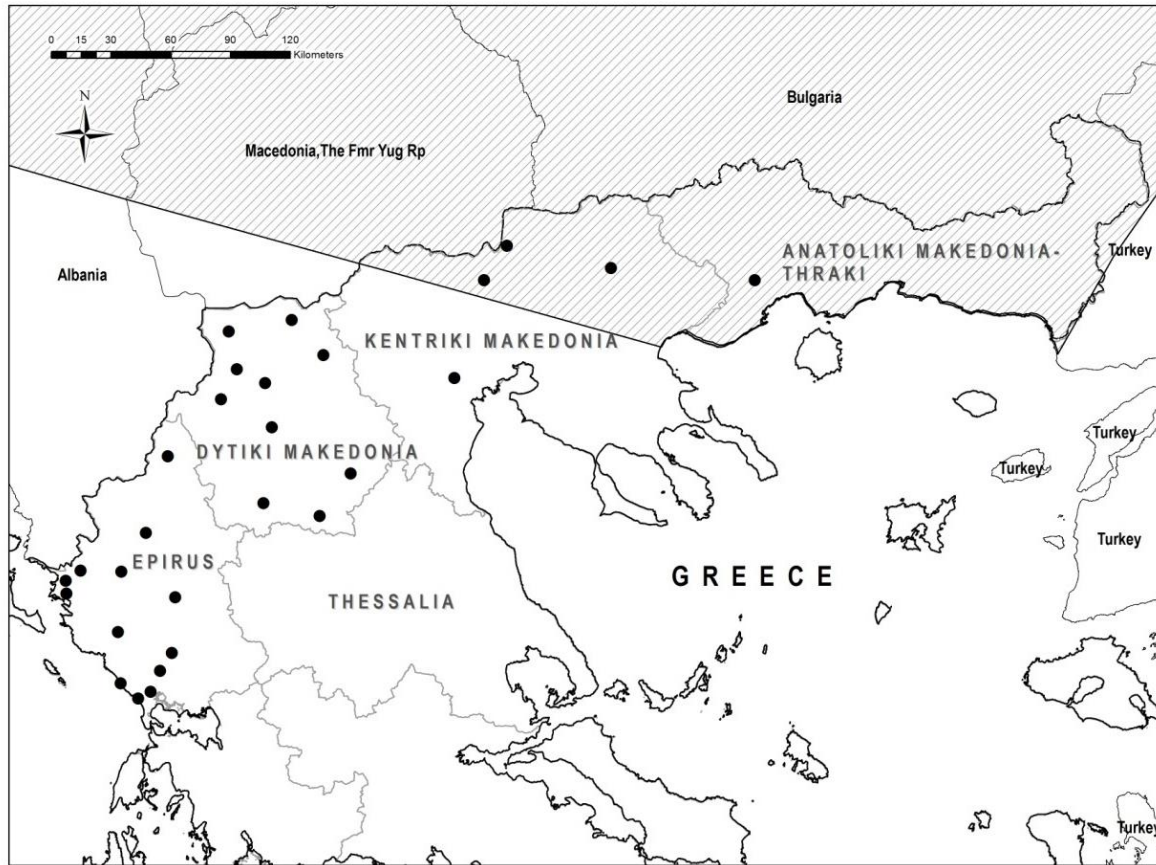 0 15 30 60 90 120
Kilometers
N
Bulgaria
Macedonia,The Fmr Yug Rp
Turkey
ANATOLIKI MAKEDONIA-
THRAKI
Albania
KENTRIKI MAKEDONIA
Turkey
DYTIKI MAKEDONIA
Turkey
Turkey
EPIRUS
GREECE
THESSALIA
Turkey
M